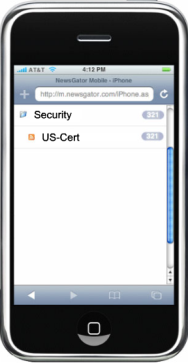 AT&T 4:12 PM
NewsGator Mobile - iPhone
http://m.newsgator.com/iPhone.as
Security 321
US-Cert 321